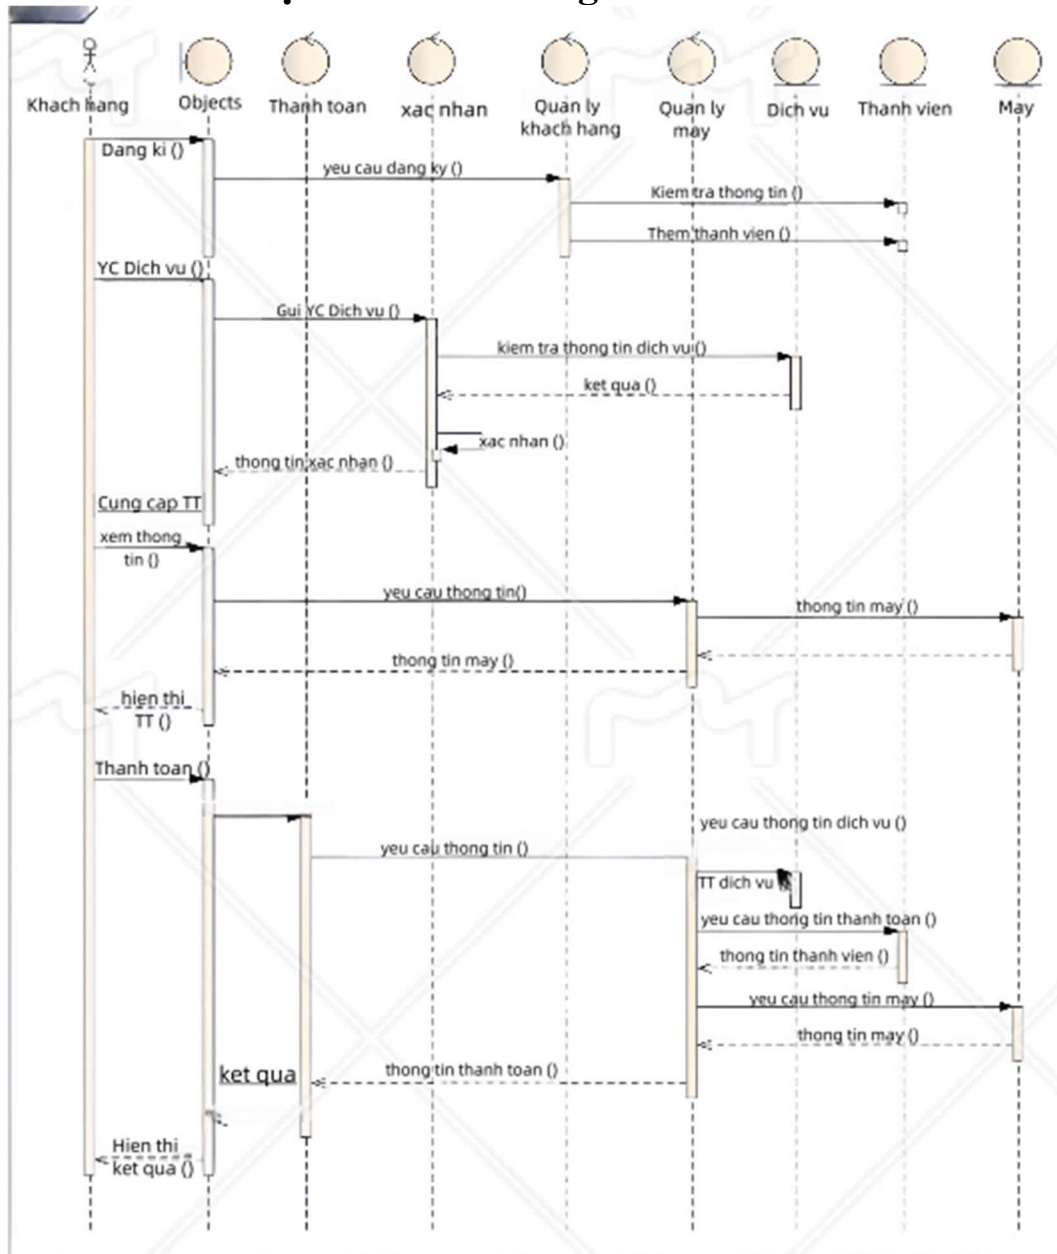 Khach hang
Objects
Thanh toan
xac nhan
Quan ly
khach hang
Quan ly
may
Dich vu
Thanh vien
May
Dang ki ()
yeu cau dang ky ()
Kiem tra thong tin ()
Them thanh vien ()
YC Dich vu ()
Gui YC Dich vu ()
kiem tra thong tin dich vu ()
ket qua ()
xac nhan ()
thong tin xac nhan ()
Cung cap TT
xem thong
tin ()
yeu cau thong tin()
thong tin may ()
thong tin may ()
hien thi
TT ()
Thanh toan ()
yeu cau thong tin dich vu ()
yeu cau thong tin ()
TT dich vu
yeu cau thong tin thanh toan ()
thong tin thanh vien ()
yeu cau thong tin may ()
thong tin may ()
thong tin thanh toan ()
ket qua
Hien thi
ket qua ()